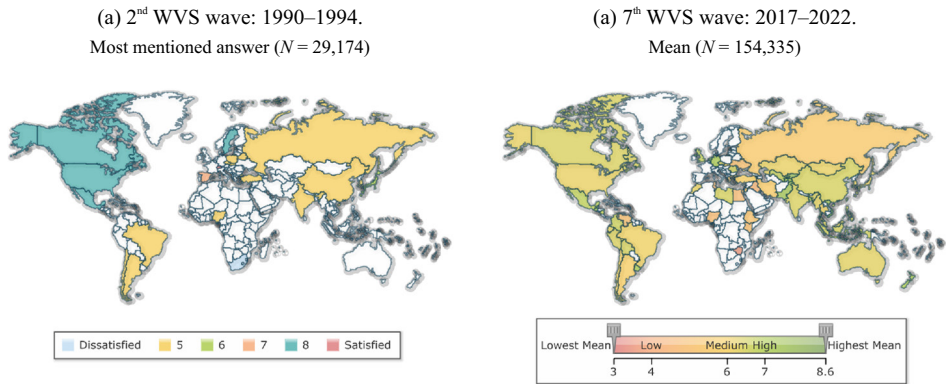 (a) 2nd WVS wave: 1990–1994.
Most mentioned answer (N = 29,174)
Dissatisfied 5 6 7 8 Satisfied
(a) 7th WVS wave: 2017–2022.
Mean (N = 154,335)
Lowest Mean Low Medium High Highest Mean
3 4 6 7 8.6